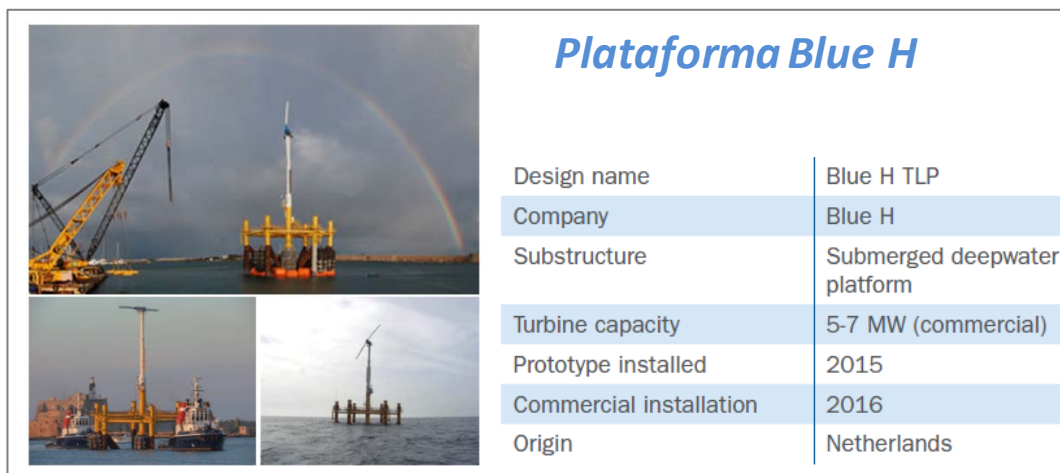 Plataforma Blue H
Design name Blue H TLP
Company Blue H
Substructure Submerged deepwater
platform
Turbine capacity 5-7 MW (commercial)
Prototype installed 2015
Commercial installation 2016
Origin Netherlands